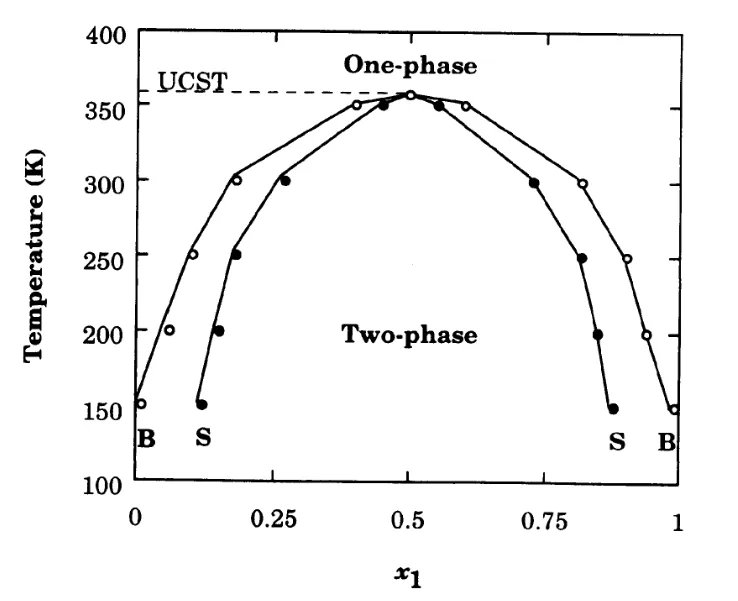 400
One-phase
UCST
350
300
250
200
150
100
Temperature (K)
Two-phase
B
S
S
B
0
0.25
0.5
0.75
1
x1